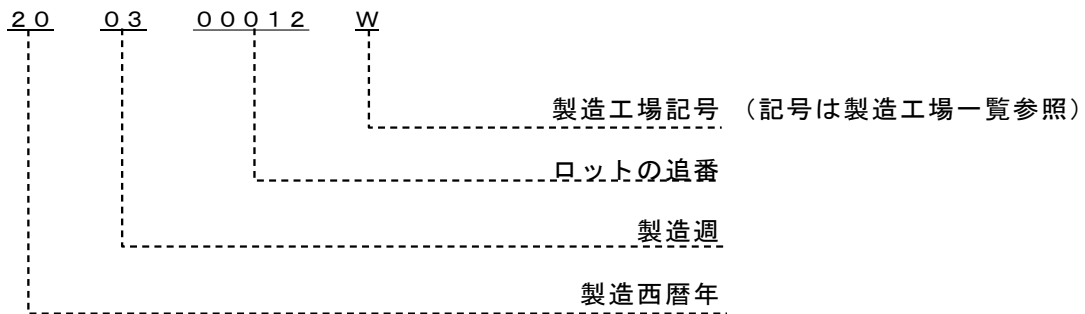 ２０　０３　０００１２　Ｗ
製造工場記号　（記号は製造工場一覧参照）
ロットの追番
製造週
製造西暦年